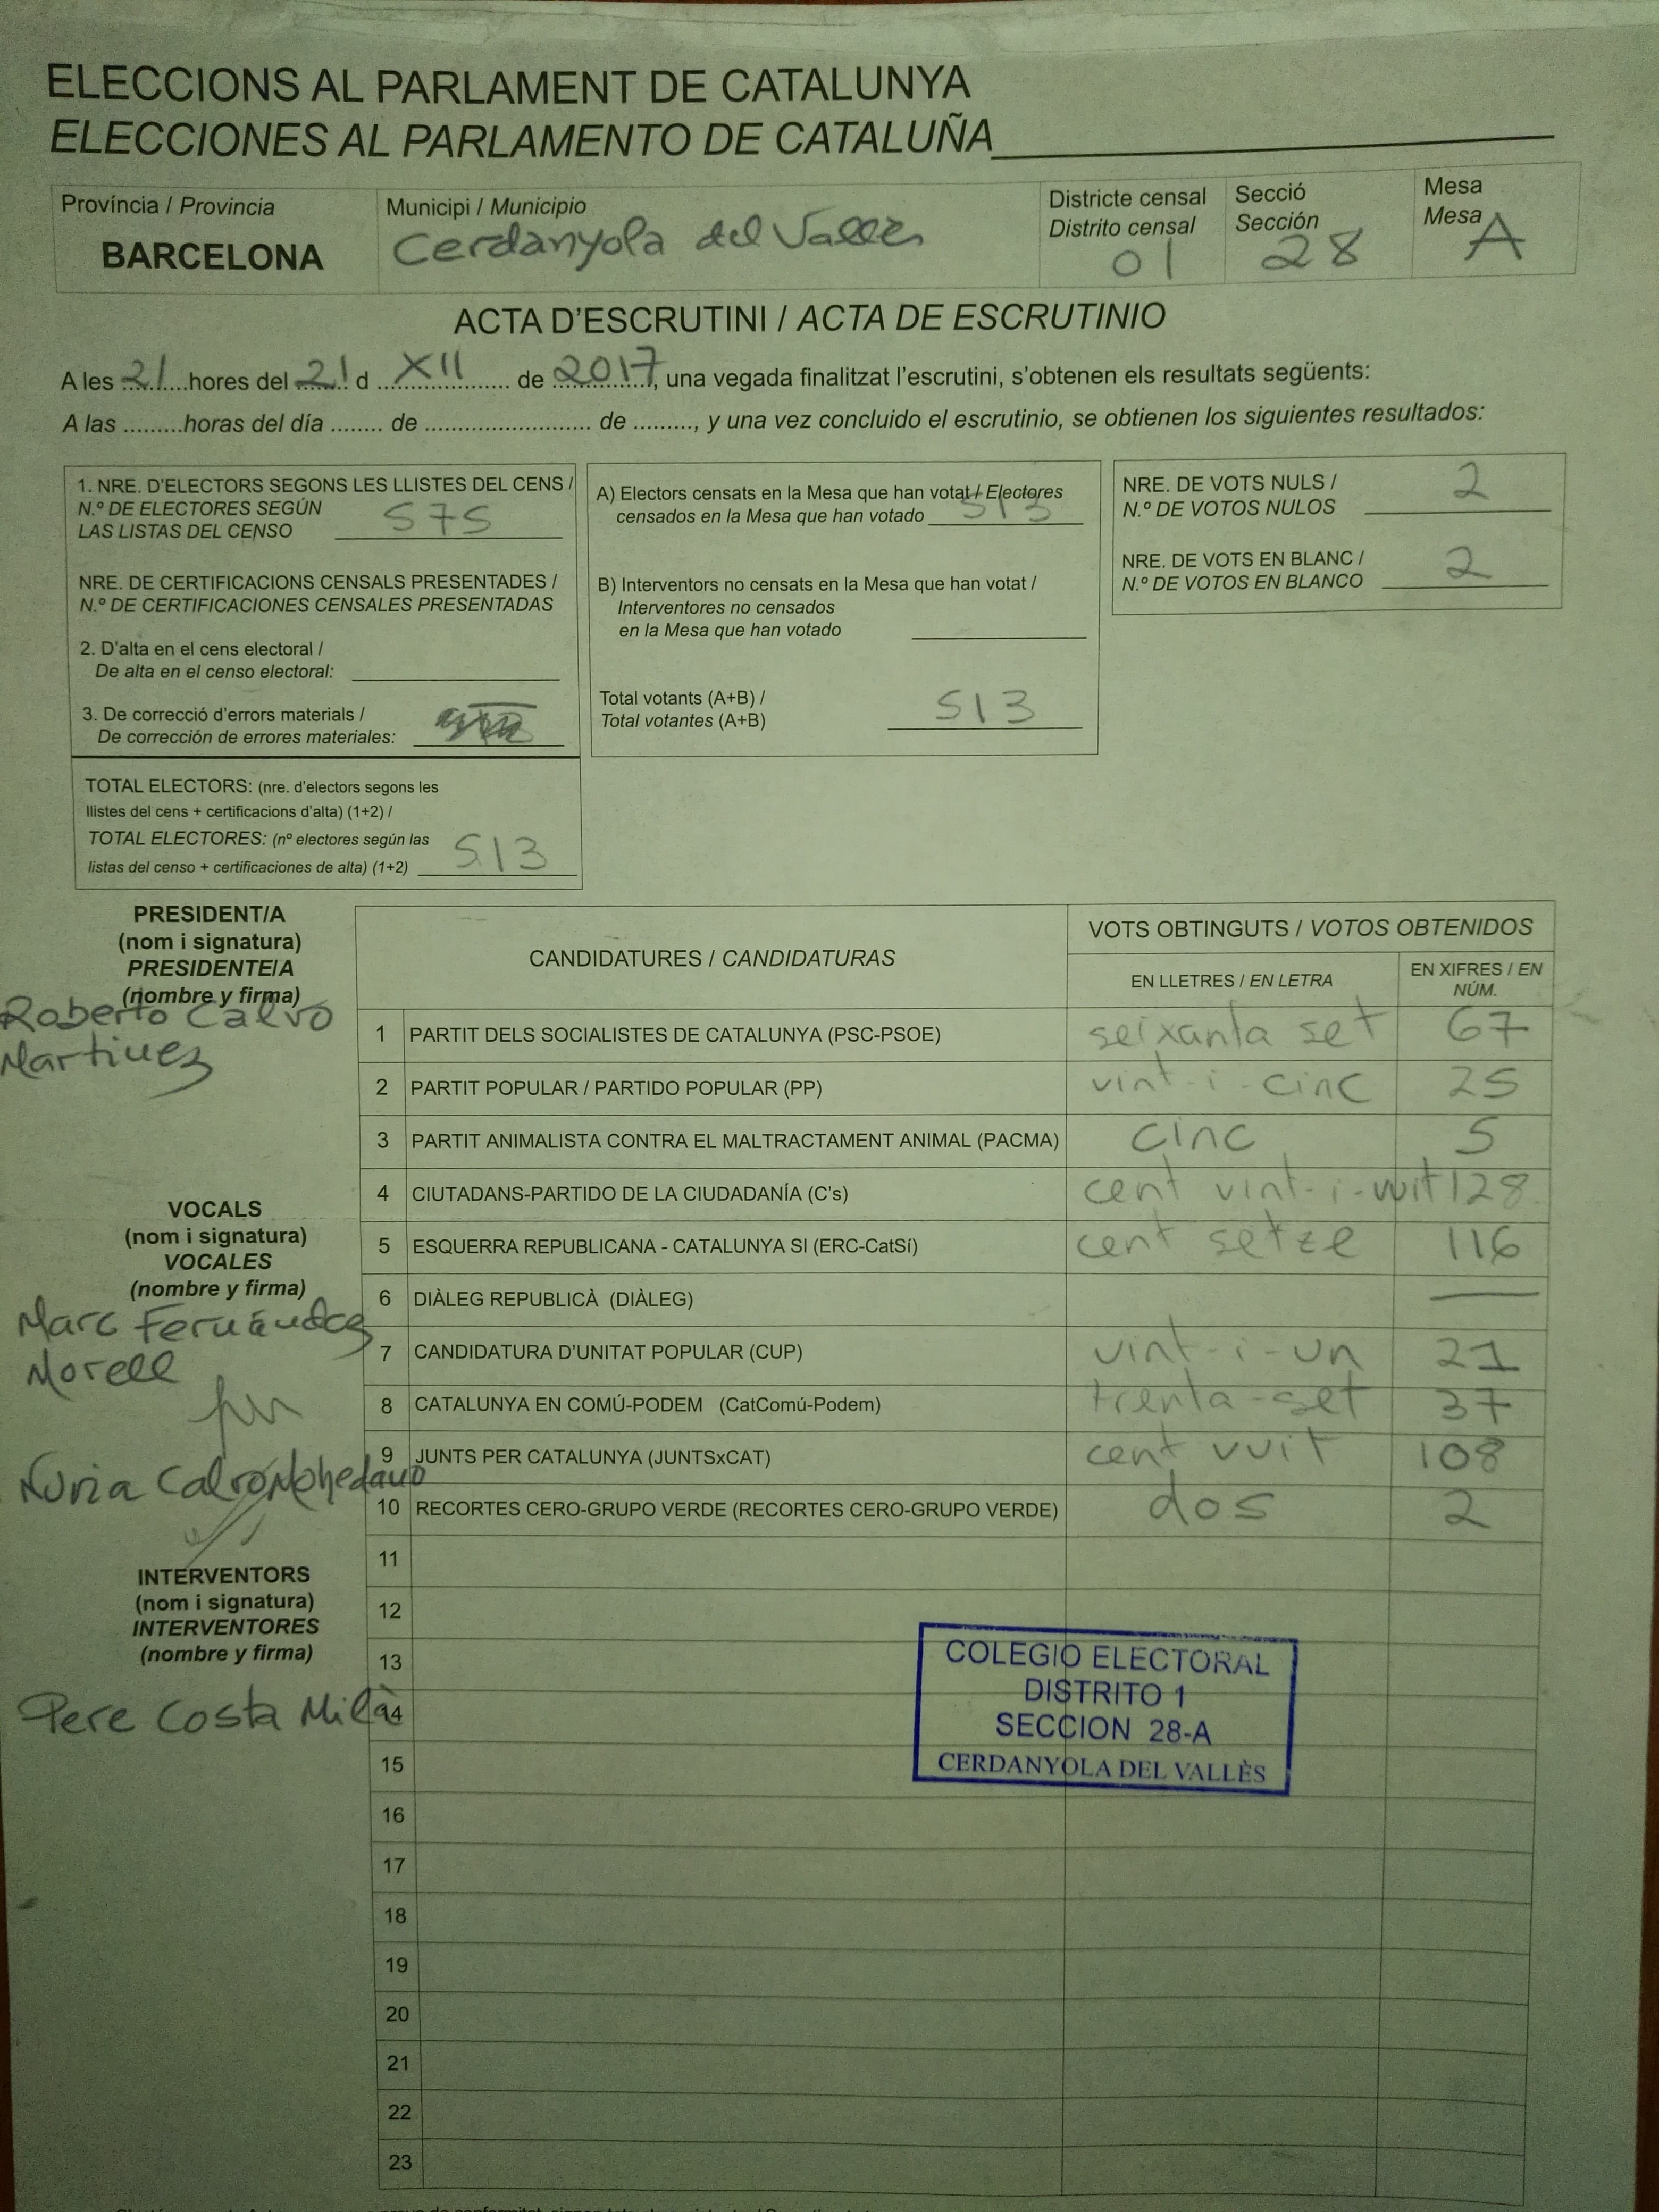 ELECCIONS AL PARLAMENT DE CATALUNYA
ELECCIONES AL PARLAMENTO DE CATALUÑA
Província / Provincia
BARCELONA
Municipi / Municipio
Cerdanyola del Vallès
Districte censal
Distrito censal
01
Secció
Sección
28
Mesa
Mesa
A
ACTA D'ESCRUTINI / ACTA DE ESCRUTINIO
A les 21 hores del 21 d XII de 2017, una vegada finalitzat l'escrutini, s'obtenen els resultats següents:
A las .........horas del día ........ de ......................... de ........., y una vez concluido el escrutinio, se obtienen los siguientes resultados:
1. NRE. D'ELECTORS SEGONS LES LLISTES DEL CENS /
N.º DE ELECTORES SEGÚN
LAS LISTAS DEL CENSO 575
NRE. DE CERTIFICACIONS CENSALS PRESENTADES /
N.º DE CERTIFICACIONES CENSALES PRESENTADAS
2. D'alta en el cens electoral /
De alta en el censo electoral:
3. De correcció d'errors materials /
De corrección de errores materiales:
TOTAL ELECTORS: (nre. d'electors segons les
llistes del cens + certificacions d'alta) (1+2) /
TOTAL ELECTORES: (nº electores según las
listas del censo + certificaciones de alta) (1+2) 513
A) Electors censats en la Mesa que han votat / Electores
censados en la Mesa que han votado 513
B) Interventors no censats en la Mesa que han votat /
Interventores no censados
en la Mesa que han votado
Total votants (A+B) /
Total votantes (A+B) 513
NRE. DE VOTS NULS /
N.º DE VOTOS NULOS 2
NRE. DE VOTS EN BLANC /
N.º DE VOTOS EN BLANCO 2
PRESIDENT/A
(nom i signatura)
PRESIDENTE/A
(nombre y firma)
Roberto Calvo
Martinez
VOCALS
(nom i signatura)
VOCALES
(nombre y firma)
Marc Fernández
Morell
Nuria Calvo Mohedano
INTERVENTORS
(nom i signatura)
INTERVENTORES
(nombre y firma)
Pere Costa Milà
CANDIDATURES / CANDIDATURAS
VOTS OBTINGUTS / VOTOS OBTENIDOS
EN LLETRES / EN LETRA
EN XIFRES / EN
NÚM.
1 PARTIT DELS SOCIALISTES DE CATALUNYA (PSC-PSOE) seixanta set 67
2 PARTIT POPULAR / PARTIDO POPULAR (PP) vint-i-cinc 25
3 PARTIT ANIMALISTA CONTRA EL MALTRACTAMENT ANIMAL (PACMA) cinc 5
4 CIUTADANS-PARTIDO DE LA CIUDADANÍA (C's) cent vint-i-vuit 128
5 ESQUERRA REPUBLICANA - CATALUNYA SI (ERC-CatSí) cent setze 116
6 DIÀLEG REPUBLICÀ (DIÀLEG) —
7 CANDIDATURA D'UNITAT POPULAR (CUP) vint-i-un 21
8 CATALUNYA EN COMÚ-PODEM (CatComú-Podem) trenta-set 37
9 JUNTS PER CATALUNYA (JUNTSxCAT) cent vuit 108
10 RECORTES CERO-GRUPO VERDE (RECORTES CERO-GRUPO VERDE) dos 2
11
12
13
14
15
16
17
18
19
20
21
22
23
COLEGIO ELECTORAL
DISTRITO 1
SECCION 28-A
CERDANYOLA DEL VALLÈS